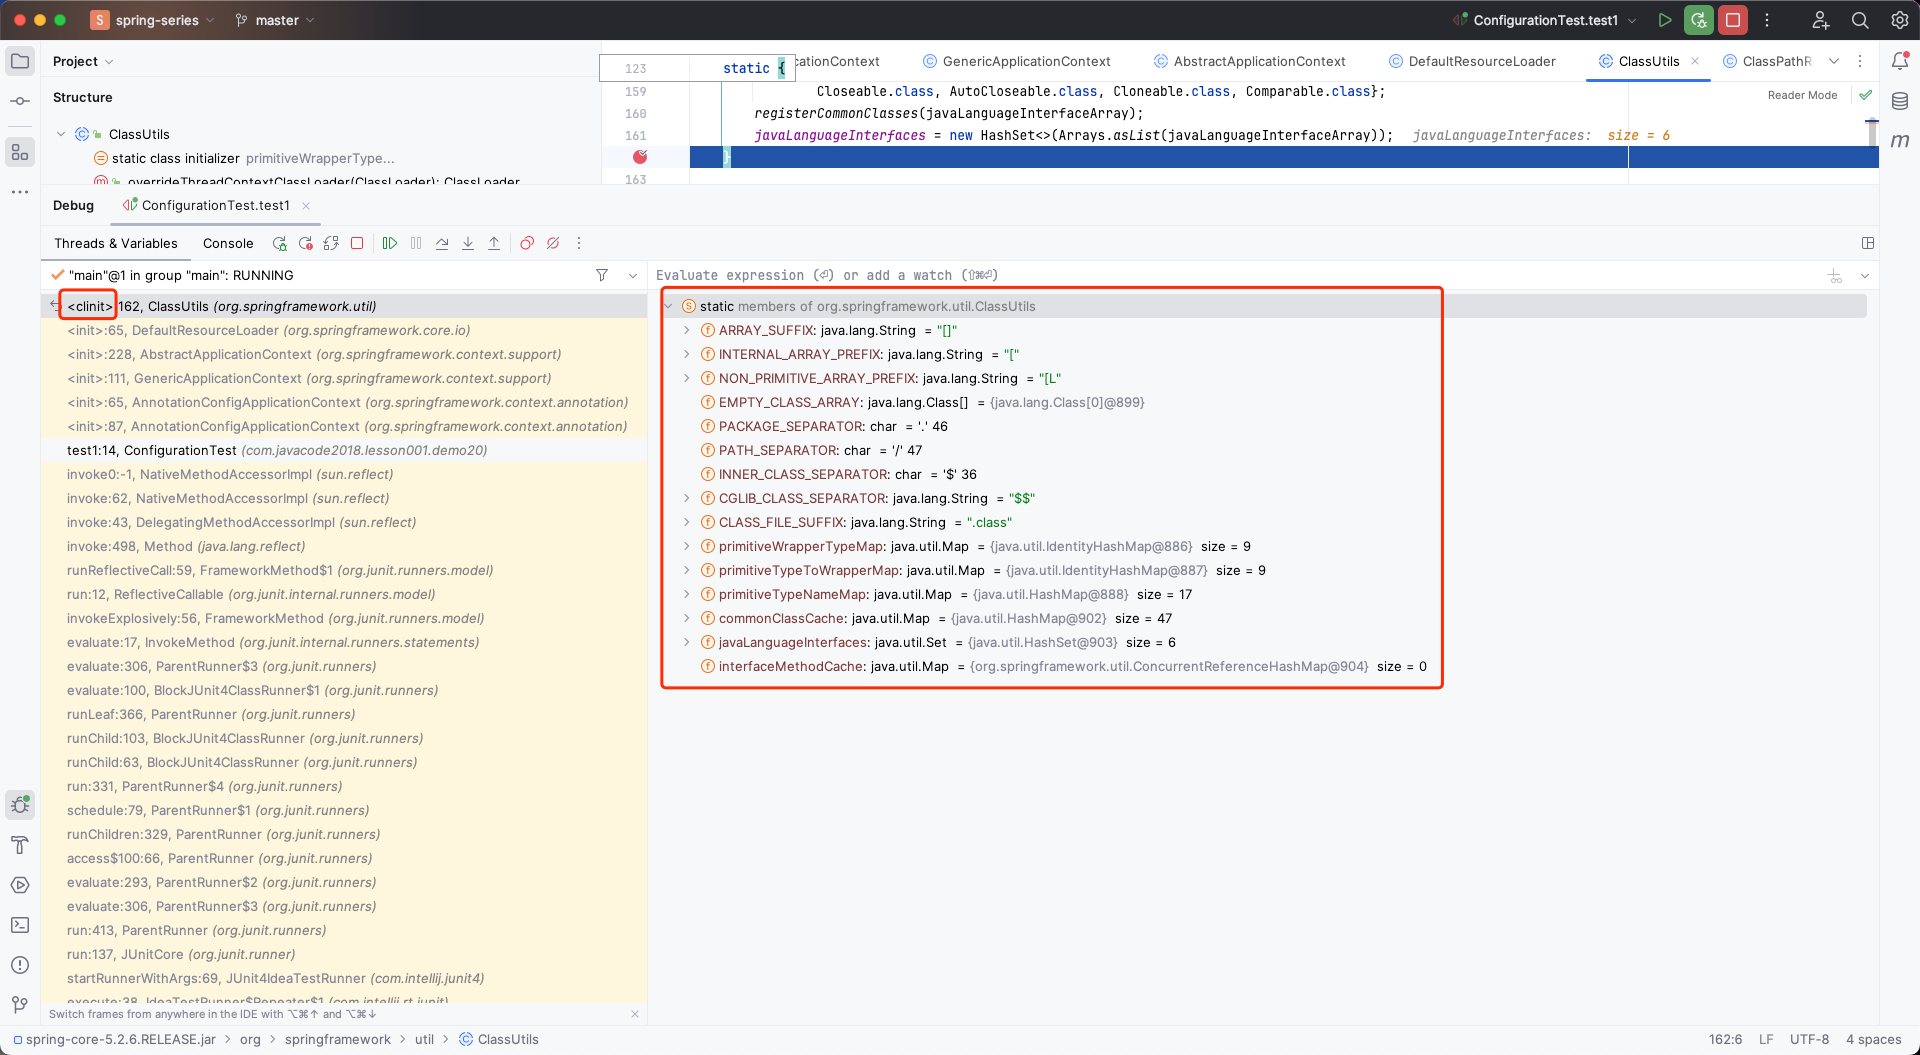 S spring-series master ConfigurationTest.test1
Project
Structure
ClassUtils
static class initializer primitiveWrapperType...
overrideThreadContextClassLoader(ClassLoader): ClassLoader
cationContext GenericApplicationContext AbstractApplicationContext DefaultResourceLoader ClassUtils ClassPathR
Reader Mode
123 static {
159 Closeable.class, AutoCloseable.class, Cloneable.class, Comparable.class};
160 registerCommonClasses(javaLanguageInterfaceArray);
161 javaLanguageInterfaces = new HashSet<>(Arrays.asList(javaLanguageInterfaceArray)); javaLanguageInterfaces: size = 6
}
163
Debug ConfigurationTest.test1
Threads & Variables Console
"main"@1 in group "main": RUNNING
<clinit>:162, ClassUtils (org.springframework.util)
<init>:65, DefaultResourceLoader (org.springframework.core.io)
<init>:228, AbstractApplicationContext (org.springframework.context.support)
<init>:111, GenericApplicationContext (org.springframework.context.support)
<init>:65, AnnotationConfigApplicationContext (org.springframework.context.annotation)
<init>:87, AnnotationConfigApplicationContext (org.springframework.context.annotation)
test1:14, ConfigurationTest (com.javacode2018.lesson001.demo20)
invoke0:-1, NativeMethodAccessorImpl (sun.reflect)
invoke:62, NativeMethodAccessorImpl (sun.reflect)
invoke:43, DelegatingMethodAccessorImpl (sun.reflect)
invoke:498, Method (java.lang.reflect)
runReflectiveCall:59, FrameworkMethod$1 (org.junit.runners.model)
run:12, ReflectiveCallable (org.junit.internal.runners.model)
invokeExplosively:56, FrameworkMethod (org.junit.runners.model)
evaluate:17, InvokeMethod (org.junit.internal.runners.statements)
evaluate:306, ParentRunner$3 (org.junit.runners)
evaluate:100, BlockJUnit4ClassRunner$1 (org.junit.runners)
runLeaf:366, ParentRunner (org.junit.runners)
runChild:103, BlockJUnit4ClassRunner (org.junit.runners)
runChild:63, BlockJUnit4ClassRunner (org.junit.runners)
run:331, ParentRunner$4 (org.junit.runners)
schedule:79, ParentRunner$1 (org.junit.runners)
runChildren:329, ParentRunner (org.junit.runners)
access$100:66, ParentRunner (org.junit.runners)
evaluate:293, ParentRunner$2 (org.junit.runners)
evaluate:306, ParentRunner$3 (org.junit.runners)
run:413, ParentRunner (org.junit.runners)
run:137, JUnitCore (org.junit.runner)
startRunnerWithArgs:69, JUnit4IdeaTestRunner (com.intellij.junit4)
execute:38, IdeaTestRunner$Repeater$1 (com.intellij.rt.junit)
Switch frames from anywhere in the IDE with ⌥⌘↑ and ⌥⌘↓
Evaluate expression (⏎) or add a watch (⇧⌘⏎)
static members of org.springframework.util.ClassUtils
ARRAY_SUFFIX: java.lang.String = "[]"
INTERNAL_ARRAY_PREFIX: java.lang.String = "["
NON_PRIMITIVE_ARRAY_PREFIX: java.lang.String = "[L"
EMPTY_CLASS_ARRAY: java.lang.Class[] = {java.lang.Class[0]@899}
PACKAGE_SEPARATOR: char = '.' 46
PATH_SEPARATOR: char = '/' 47
INNER_CLASS_SEPARATOR: char = '$' 36
CGLIB_CLASS_SEPARATOR: java.lang.String = "$$"
CLASS_FILE_SUFFIX: java.lang.String = ".class"
primitiveWrapperTypeMap: java.util.Map = {java.util.IdentityHashMap@886} size = 9
primitiveTypeToWrapperMap: java.util.Map = {java.util.IdentityHashMap@887} size = 9
primitiveTypeNameMap: java.util.Map = {java.util.HashMap@888} size = 17
commonClassCache: java.util.Map = {java.util.HashMap@902} size = 47
javaLanguageInterfaces: java.util.Set = {java.util.HashSet@903} size = 6
interfaceMethodCache: java.util.Map = {org.springframework.util.ConcurrentReferenceHashMap@904} size = 0
spring-core-5.2.6.RELEASE.jar > org > springframework > util > ClassUtils
162:6 LF UTF-8 4 spaces